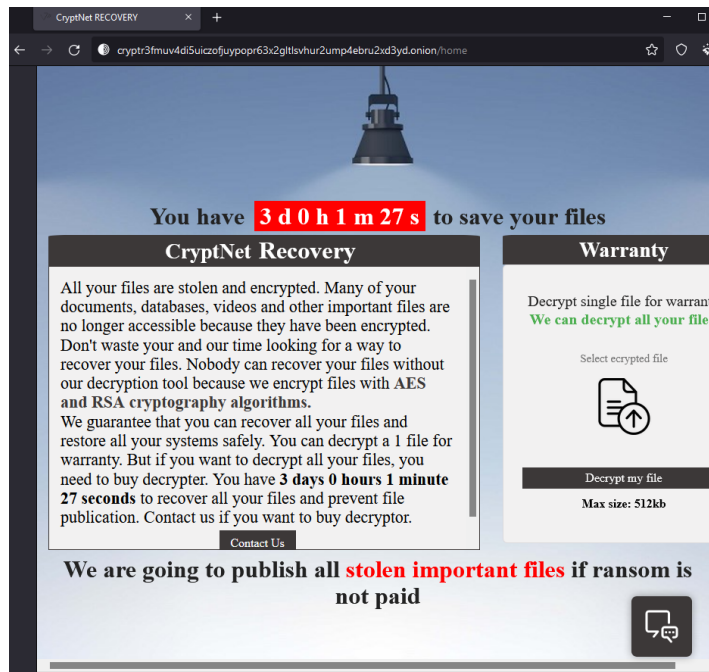 CryptNet RECOVERY
cryptr3fmuv4di5uiczofjuypopr63x2gltlsvhur2ump4ebru2xd3yd.onion/home
You have 3 d 0 h 1 m 27 s to save your files
CryptNet Recovery
All your files are stolen and encrypted. Many of your
documents, databases, videos and other important files are
no longer accessible because they have been encrypted.
Don't waste your and our time looking for a way to
recover your files. Nobody can recover your files without
our decryption tool because we encrypt files with AES
and RSA cryptography algorithms.
We guarantee that you can recover all your files and
restore all your systems safely. You can decrypt a 1 file for
warranty. But if you want to decrypt all your files, you
need to buy decrypter. You have 3 days 0 hours 1 minute
27 seconds to recover all your files and prevent file
publication. Contact us if you want to buy decryptor.
Contact Us
Warranty
Decrypt single file for warran
We can decrypt all your file
Select ecrypted file
Decrypt my file
Max size: 512kb
We are going to publish all stolen important files if ransom is
not paid